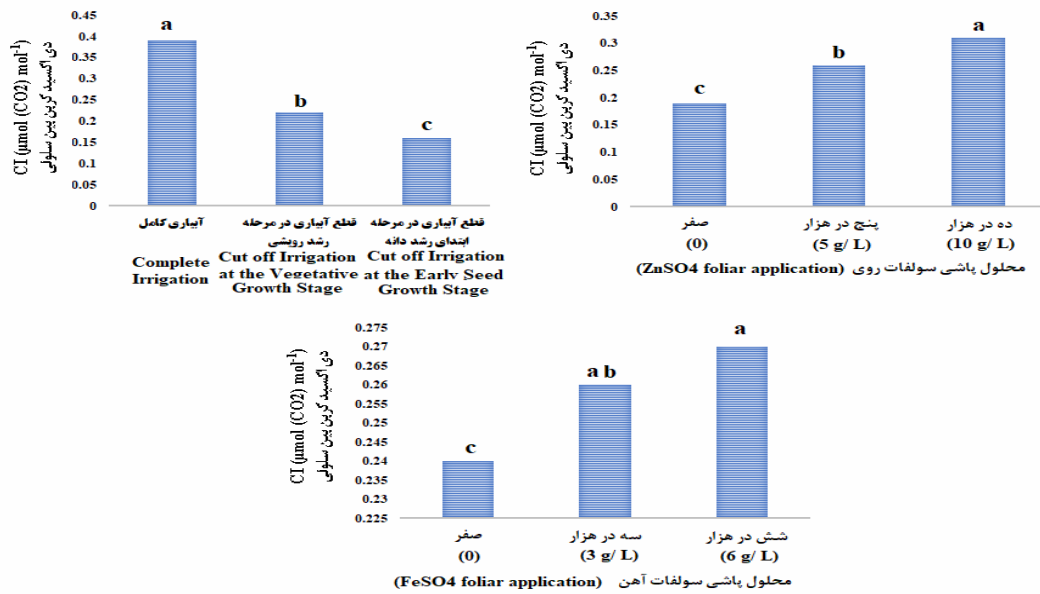 CI (μmol (CO2) mol⁻¹)
دی اکسید کربن بین سلولی
0.45
0.4
0.35
0.3
0.25
0.2
0.15
0.1
0.05
0
a
b
c
آبیاری کامل
Complete
Irrigation
قطع آبیاری در مرحله
رشد رویشی
Cut off Irrigation
at the Vegetative
Growth Stage
قطع آبیاری در مرحله
ابتدای رشد دانه
Cut off Irrigation
at the Early Seed
Growth Stage
CI (μmol (CO2) mol⁻¹)
دی اکسید کربن بین سلولی
0.35
0.3
0.25
0.2
0.15
0.1
0.05
0
c
b
a
صفر
(0)
پنج در هزار
(5 g/ L)
ده در هزار
(10 g/ L)
محلول پاشی سولفات روی (ZnSO4 foliar application)
CI (μmol (CO2) mol⁻¹)
دی اکسید کربن بین سلولی
0.275
0.27
0.265
0.26
0.255
0.25
0.245
0.24
0.235
0.23
0.225
c
a b
a
صفر
(0)
سه در هزار
(3 g/ L)
شش در هزار
(6 g/ L)
محلول پاشی سولفات آهن (FeSO4 foliar application)